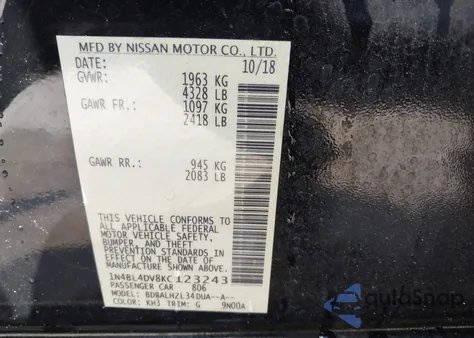 MFD BY NISSAN MOTOR CO., LTD.
DATE: 10/18
GVWR: 1963 KG
4328 LB
GAWR FR.: 1097 KG
2418 LB
GAWR RR.: 945 KG
2083 LB
THIS VEHICLE CONFORMS TO
ALL APPLICABLE FEDERAL
MOTOR VEHICLE SAFETY,
BUMPER, AND THEFT
PREVENTION STANDARDS
IN EFFECT ON THE DATE OF
MANUFACTURE SHOWN ABOVE.
1N4BL4DV8KC123243
PASSENGER CAR 806
MODEL: BDBALHZL34DUA--A--
COLOR: KH3 TRIM: G 9N00A
autoSnap